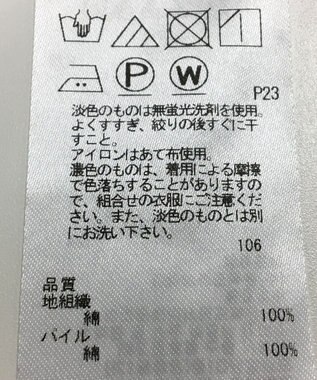 P
W
P23
淡色のものは無蛍光洗剤を使用。
よくすすぎ、絞りの後すぐに干
すこと。
アイロンはあて布使用。
濃色のものは、着用による摩擦
で色落ちすることがありますの
で、組合せの衣服にご注意くだ
さい。また、淡色のものとは別
にお洗い下さい。
106
品質
地組織
綿 100%
パイル
綿 100%